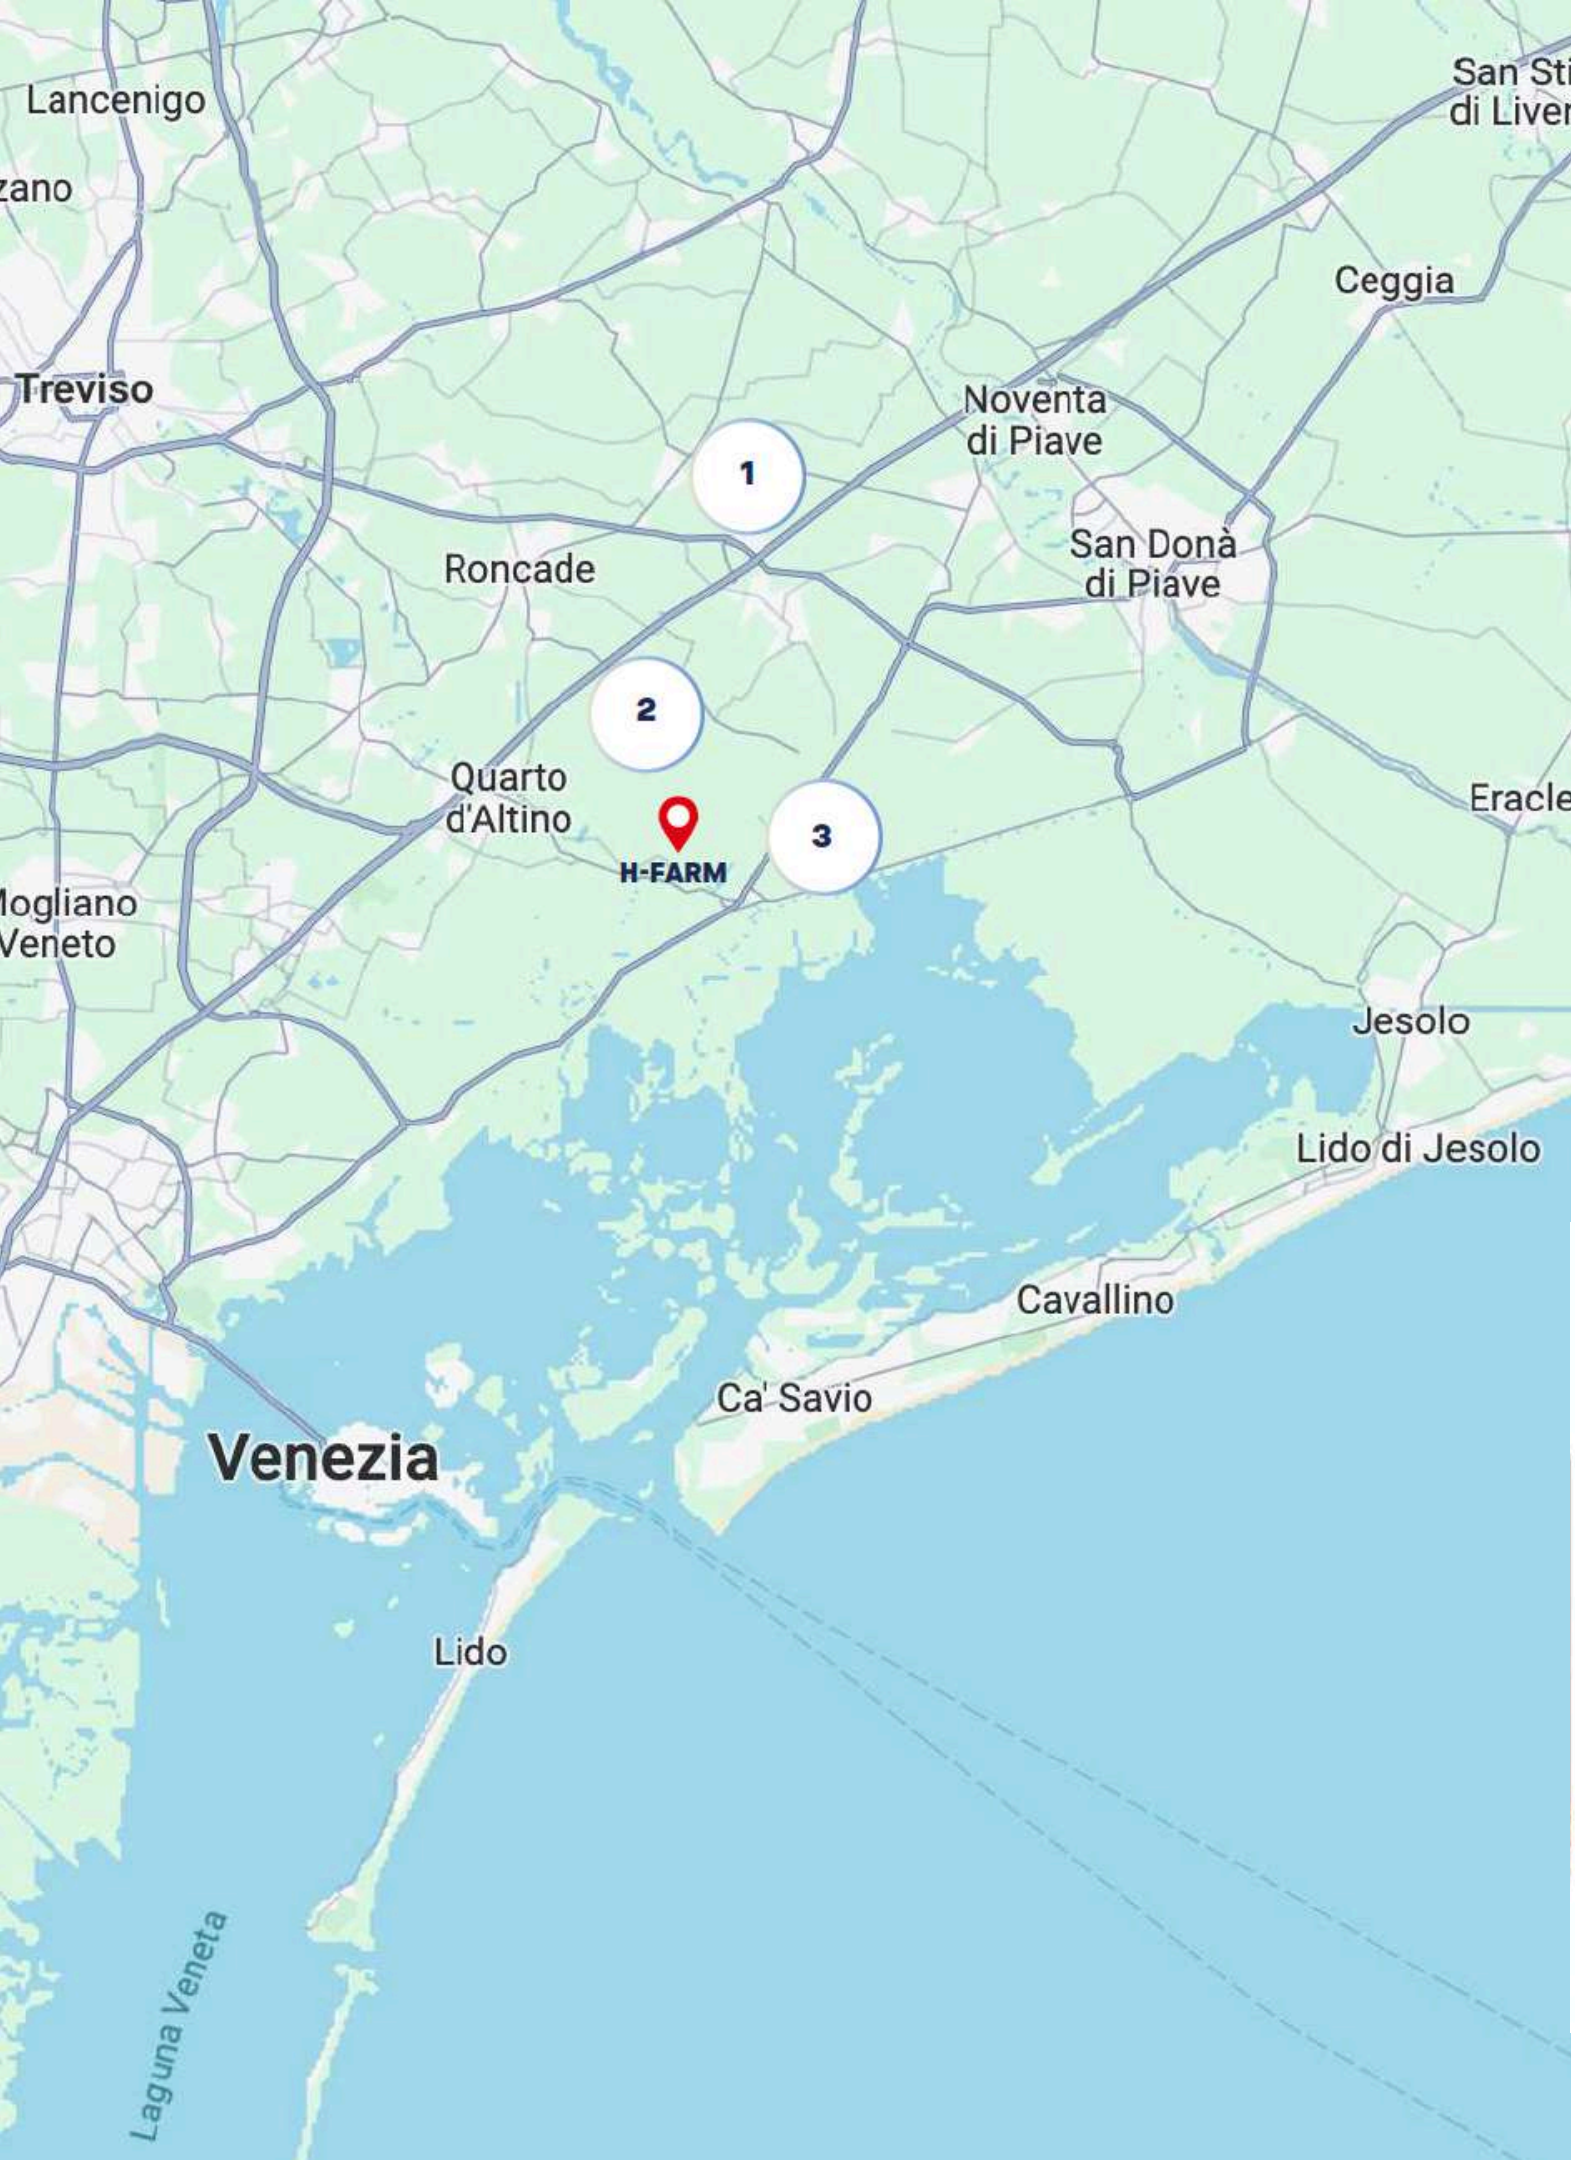 San Sti
di Liver
Lancenigo
zano
Ceggia
Treviso
Noventa
di Piave
1
San Donà
di Piave
Roncade
2
Quarto
d'Altino
Eracle
3
H-FARM
Mogliano
Veneto
Jesolo
Lido di Jesolo
Cavallino
Ca' Savio
Venezia
Lido
Laguna Veneta